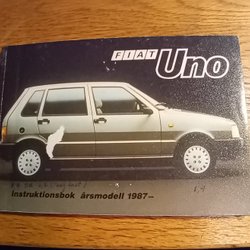 FIAT Uno
Instruktionsbok årsmodell 1987–